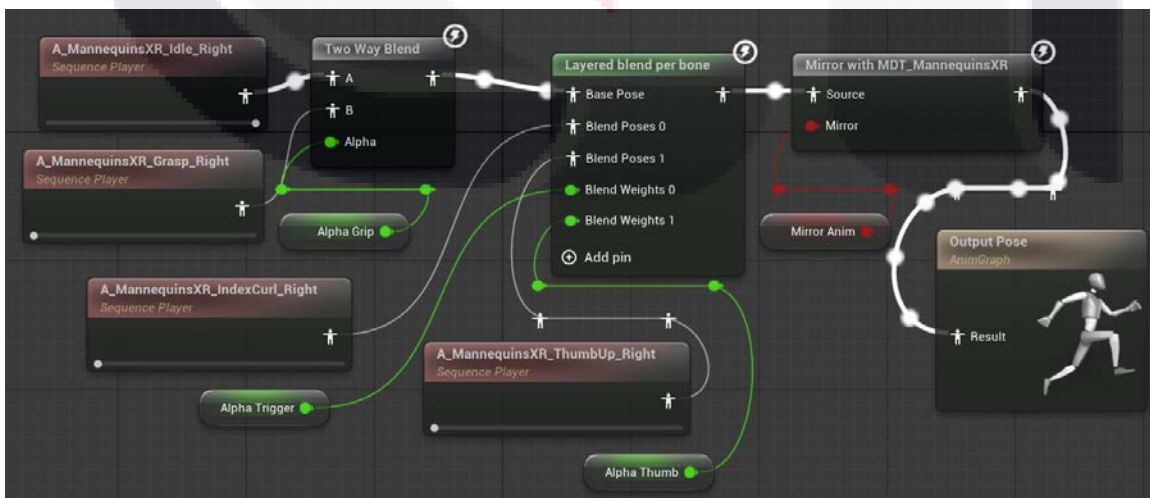 A_MannequinsXR_Idle_Right
Sequence Player
Two Way Blend
A
B
Alpha
A_MannequinsXR_Grasp_Right
Sequence Player
Alpha Grip
Layered blend per bone
Base Pose
Blend Poses 0
Blend Poses 1
Blend Weights 0
Blend Weights 1
Add pin
Mirror with MDT_MannequinsXR
Source
Mirror
Mirror Anim
Output Pose
AnimGraph
Result
A_MannequinsXR_IndexCurl_Right
Sequence Player
Alpha Trigger
A_MannequinsXR_ThumbUp_Right
Sequence Player
Alpha Thumb